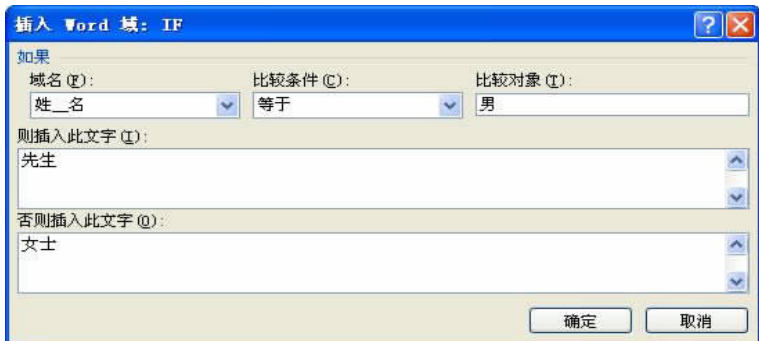 插入 Word 域: IF
如果
域名(F): 比较条件(C): 比较对象(T):
姓__名 等于 男
则插入此文字(I):
先生
否则插入此文字(O):
女士
确定 取消